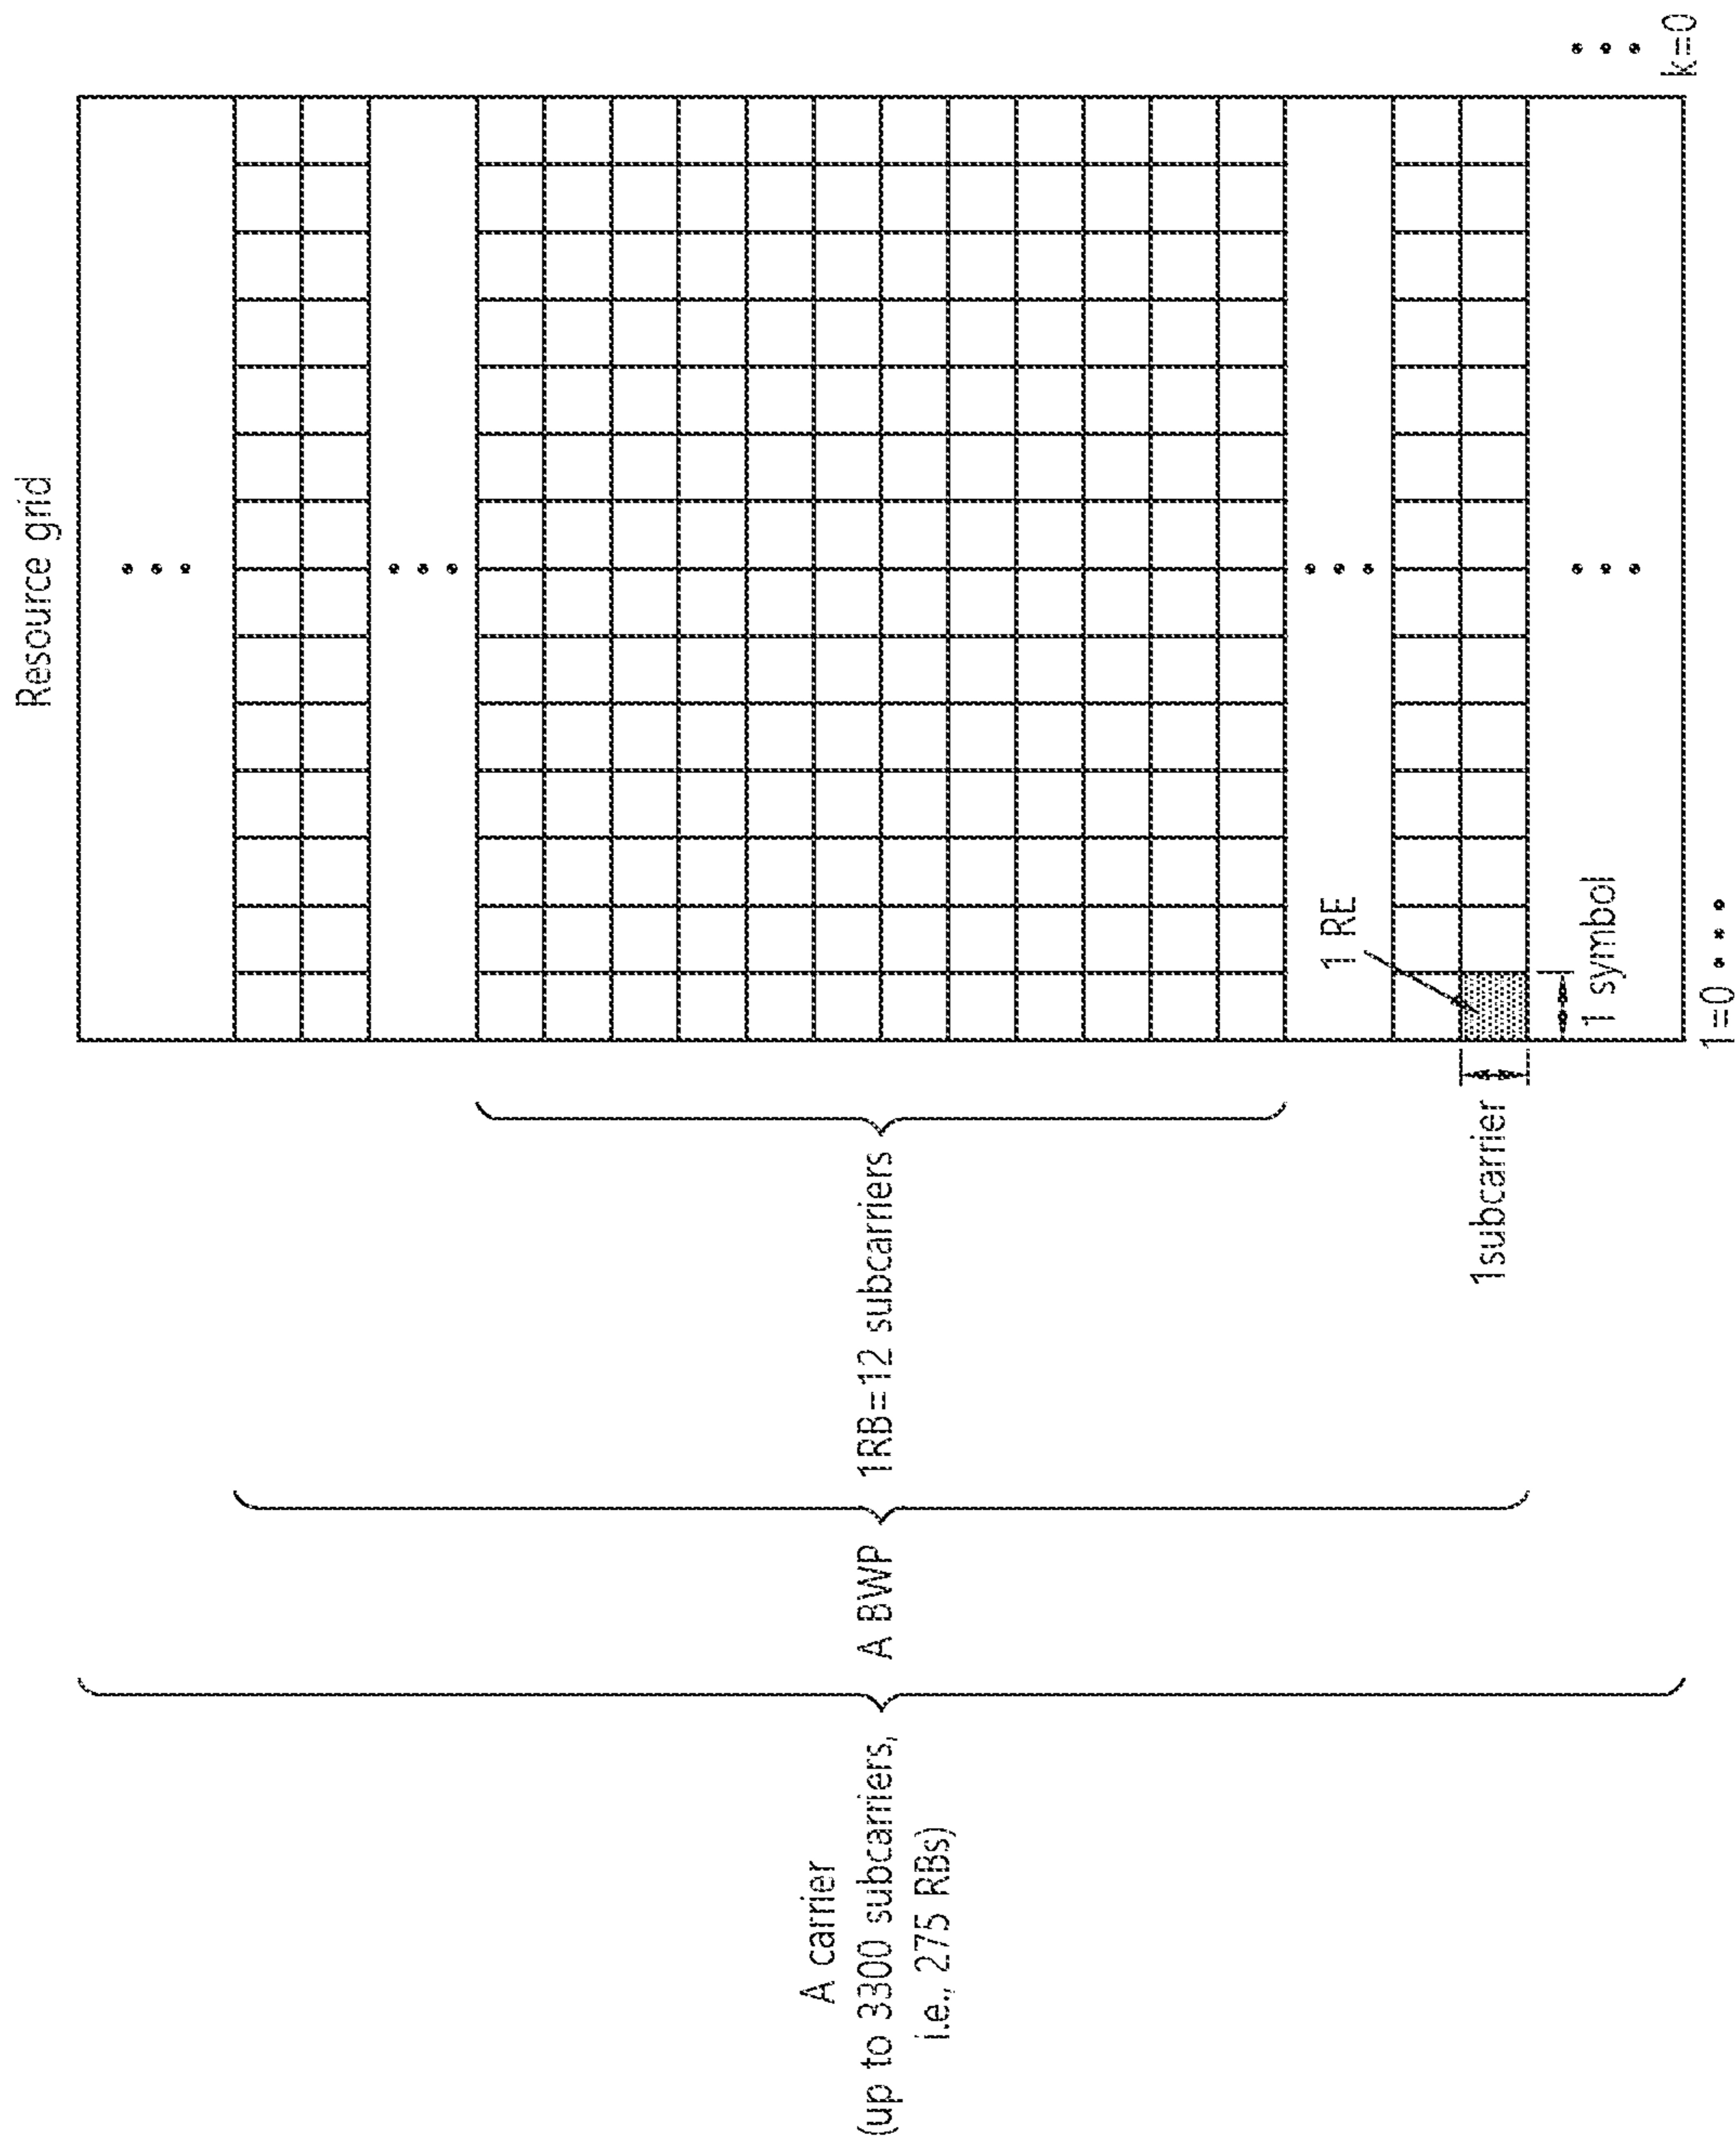 Resource grid
A carrier
(up to 3300 subcarriers,
i.e., 275 RBs)
A BWP
1RB=12 subcarriers
1 RE
1subcarrier
1 symbol
l=0
k=0